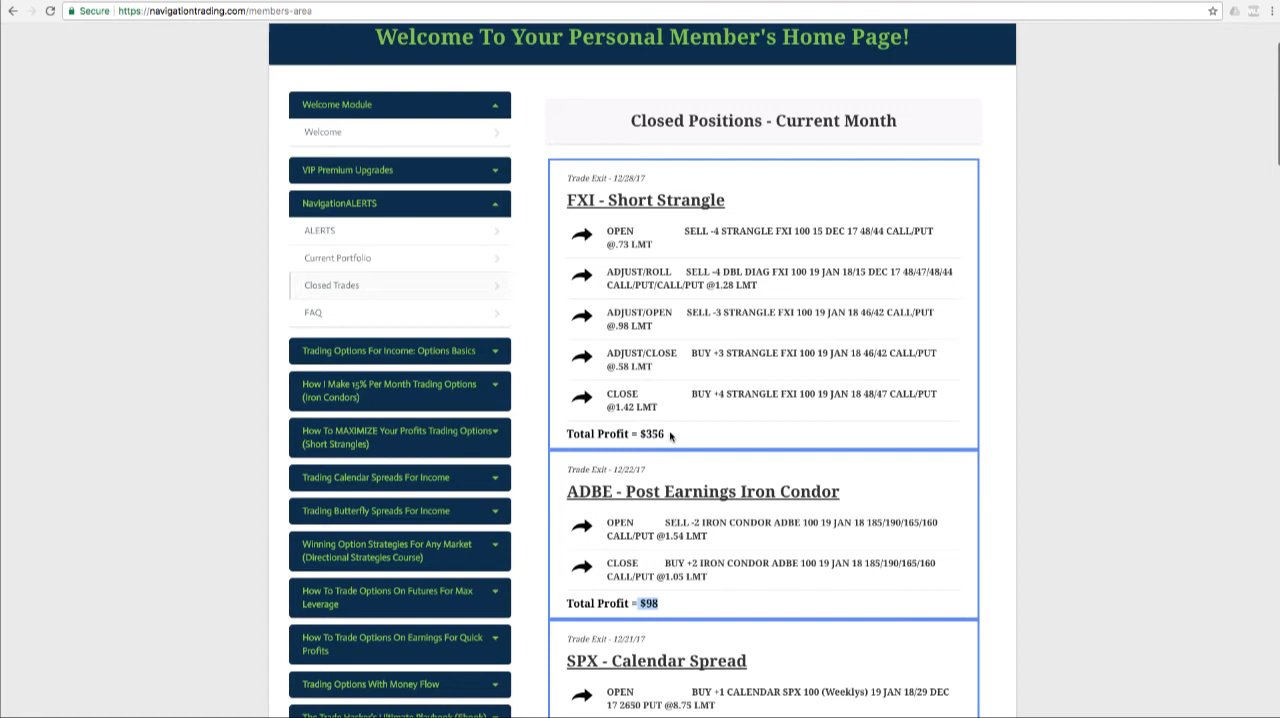 Secure https://navigationtrading.com/members-area
Welcome To Your Personal Member's Home Page!
Welcome Module
Welcome
VIP Premium Upgrades
NavigationALERTS
ALERTS
Current Portfolio
Closed Trades
FAQ
Trading Options For Income: Options Basics
How I Make 15% Per Month Trading Options
(Iron Condors)
How To MAXIMIZE Your Profits Trading Options
(Short Strangles)
Trading Calendar Spreads For Income
Trading Butterfly Spreads For Income
Winning Option Strategies For Any Market
(Directional Strategies Course)
How To Trade Options On Futures For Max
Leverage
How To Trade Options On Earnings For Quick
Profits
Trading Options With Money Flow
The Trade Hacker's Ultimate Playbook (Ebook)
Closed Positions - Current Month
Trade Exit - 12/28/17
FXI - Short Strangle
OPEN SELL -4 STRANGLE FXI 100 15 DEC 17 48/44 CALL/PUT
@.73 LMT
ADJUST/ROLL SELL -4 DBL DIAG FXI 100 19 JAN 18/15 DEC 17 48/47/48/44
CALL/PUT/CALL/PUT @1.28 LMT
ADJUST/OPEN SELL -3 STRANGLE FXI 100 19 JAN 18 46/42 CALL/PUT
@.98 LMT
ADJUST/CLOSE BUY +3 STRANGLE FXI 100 19 JAN 18 46/42 CALL/PUT
@.58 LMT
CLOSE BUY +4 STRANGLE FXI 100 19 JAN 18 48/47 CALL/PUT
@1.42 LMT
Total Profit = $356
Trade Exit - 12/22/17
ADBE - Post Earnings Iron Condor
OPEN SELL -2 IRON CONDOR ADBE 100 19 JAN 18 185/190/165/160
CALL/PUT @1.54 LMT
CLOSE BUY +2 IRON CONDOR ADBE 100 19 JAN 18 185/190/165/160
CALL/PUT @1.05 LMT
Total Profit = $98
Trade Exit - 12/21/17
SPX - Calendar Spread
OPEN BUY +1 CALENDAR SPX 100 (Weeklys) 19 JAN 18/29 DEC
17 2650 PUT @8.75 LMT